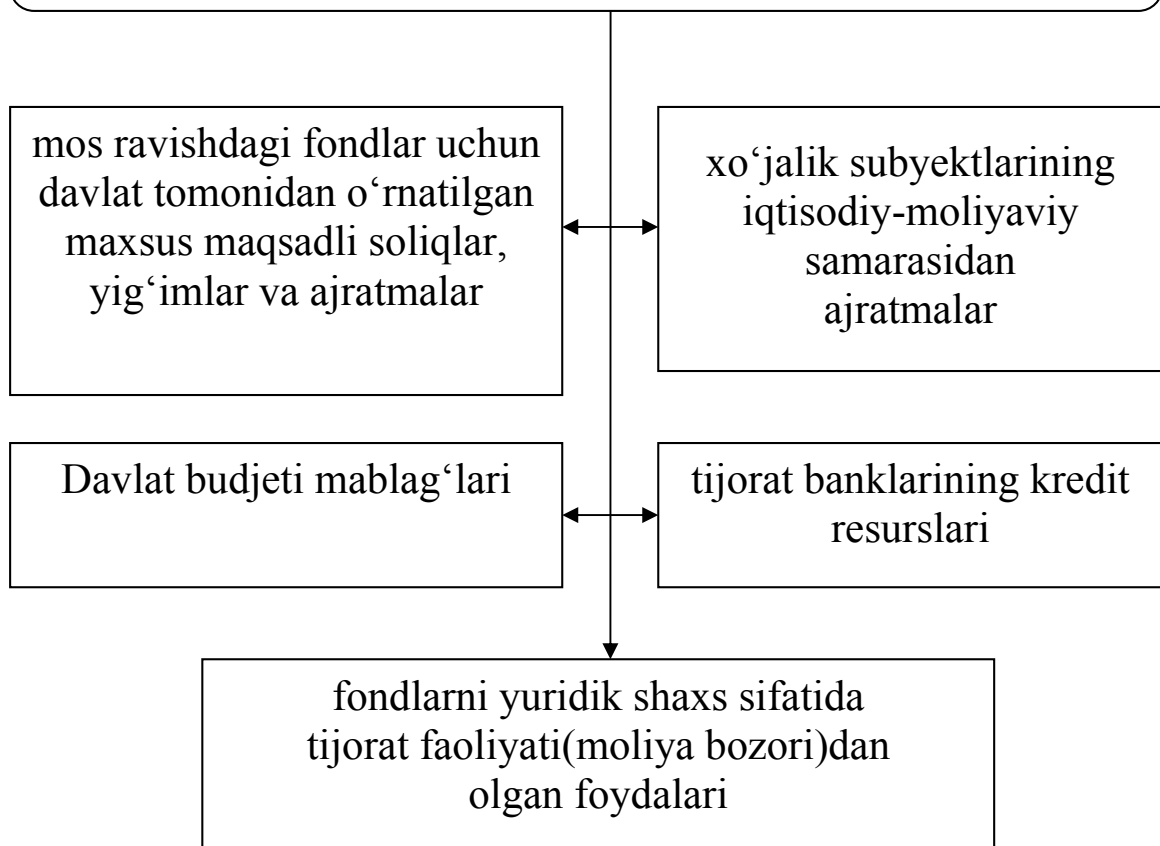 mos ravishdagi fondlar uchun
davlat tomonidan o‘rnatilgan
maxsus maqsadli soliqlar,
yig‘imlar va ajratmalar
xo‘jalik subyektlarining
iqtisodiy-moliyaviy
samarasidan
ajratmalar
Davlat budjeti mablag‘lari
tijorat banklarining kredit
resurslari
fondlarni yuridik shaxs sifatida
tijorat faoliyati(moliya bozori)dan
olgan foydalari